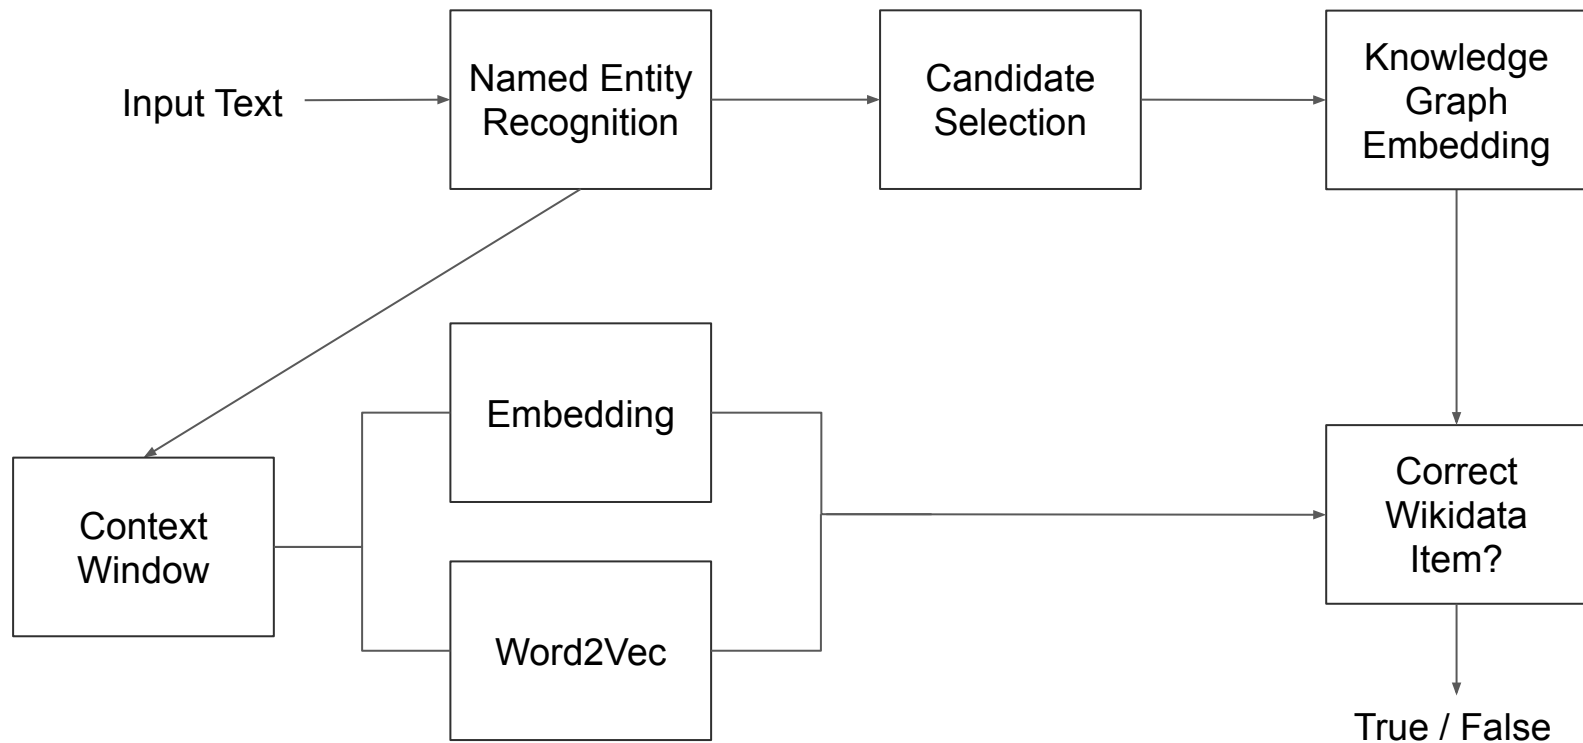 Input Text
Named Entity
Recognition
Candidate
Selection
Knowledge
Graph
Embedding
Embedding
Context
Window
Word2Vec
Correct
Wikidata
Item?
True / False